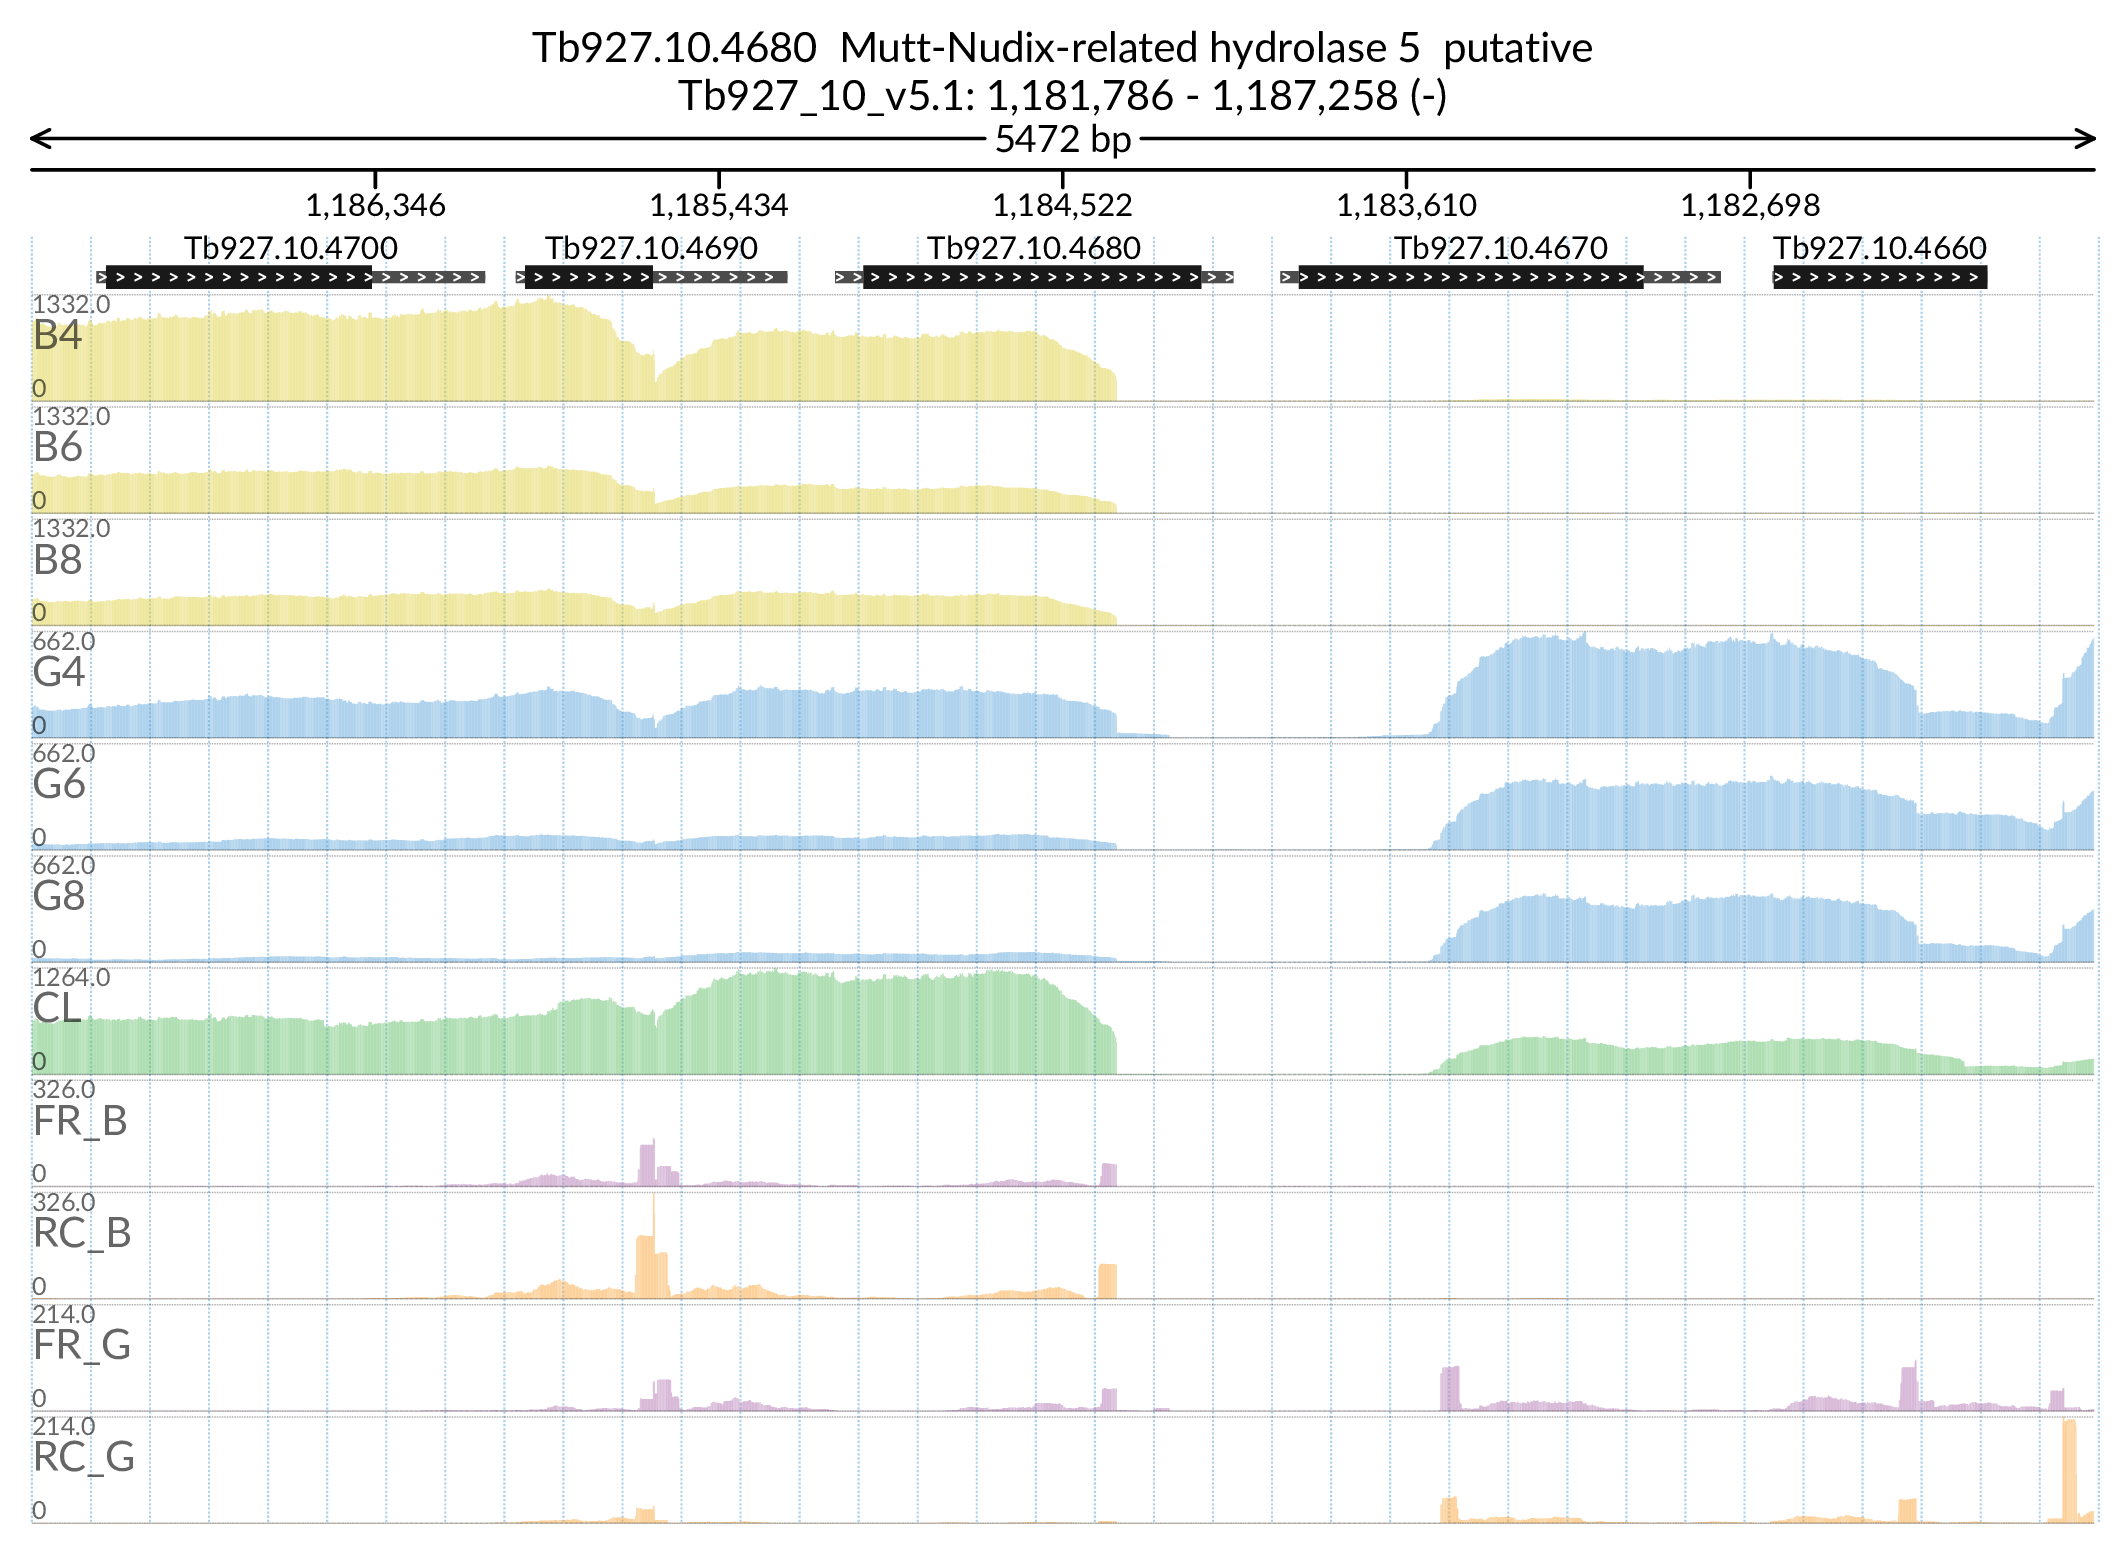 Tb927.10.4680  Mutt-Nudix-related hydrolase 5  putative
Tb927_10_v5.1: 1,181,786 - 1,187,258 (-)
5472 bp
1,186,346 1,185,434 1,184,522 1,183,610 1,182,698
Tb927.10.4700 Tb927.10.4690 Tb927.10.4680 Tb927.10.4670 Tb927.10.4660
1332.0
B4
0
1332.0
B6
0
1332.0
B8
0
662.0
G4
0
662.0
G6
0
662.0
G8
0
1264.0
CL
0
326.0
FR_B
0
326.0
RC_B
0
214.0
FR_G
0
214.0
RC_G
0